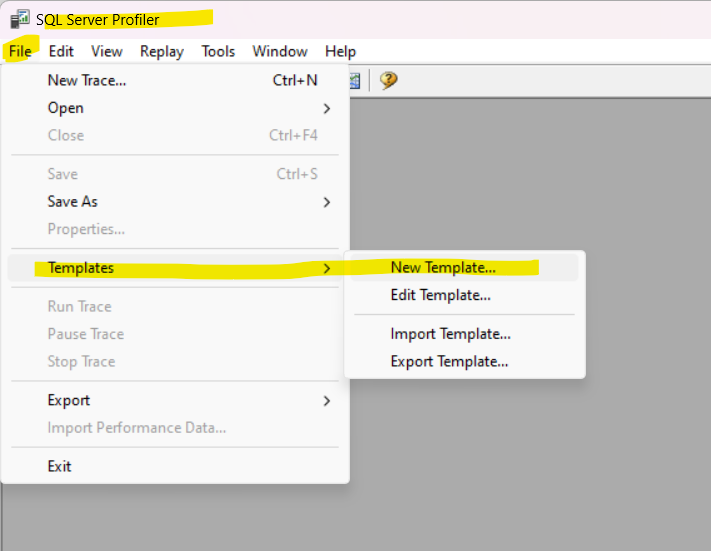 SQL Server Profiler
File Edit View Replay Tools Window Help
New Trace... Ctrl+N
Open
Close Ctrl+F4
Save Ctrl+S
Save As
Properties...
Templates
New Template...
Edit Template...
Import Template...
Export Template...
Run Trace
Pause Trace
Stop Trace
Export
Import Performance Data...
Exit